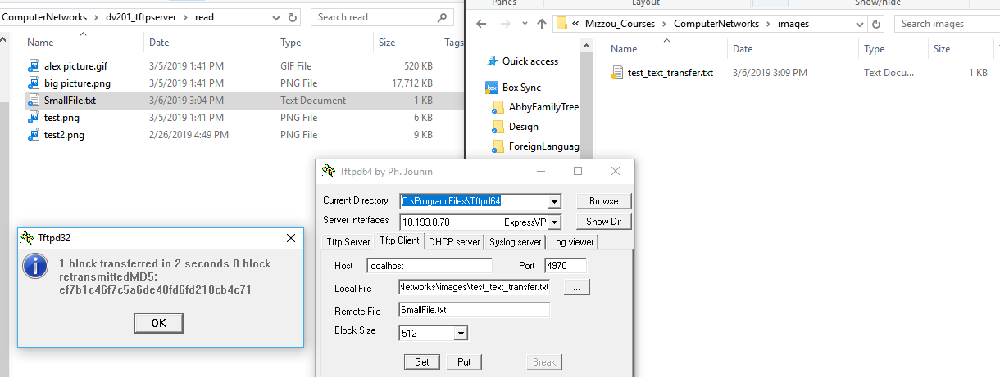 ComputerNetworks › dv201_tftpserver › read
Search read
Name Date Type Size Tags
alex picture.gif 3/5/2019 1:41 PM GIF File 520 KB
big picture.png 3/5/2019 1:41 PM PNG File 17,712 KB
SmallFile.txt 3/6/2019 3:04 PM Text Document 1 KB
test.png 3/5/2019 1:41 PM PNG File 6 KB
test2.png 2/26/2019 4:49 PM PNG File 9 KB
Panes Layout Show/hide
« Mizzou_Courses › ComputerNetworks › images
Search images
Quick access
Box Sync
box
AbbyFamilyTree
Design
ForeignLanguag
Name Date Type Size
test_text_transfer.txt 3/6/2019 3:09 PM Text Docu... 1 KB
Tftpd32
1 block transferred in 2 seconds 0 block
retransmittedMD5:
ef7b1c46f7c5a6de40fd6fd218cb4c71
OK
Tftpd64 by Ph. Jounin
Current Directory C:\Program Files\Tftpd64 Browse
Server interfaces 10.193.0.70 ExpressVP Show Dir
Tftp Server Tftp Client DHCP server Syslog server Log viewer
Host localhost Port 4970
Local File Networks\images\test_text_transfer.txt ...
Remote File SmallFile.txt
Block Size 512
Get Put Break